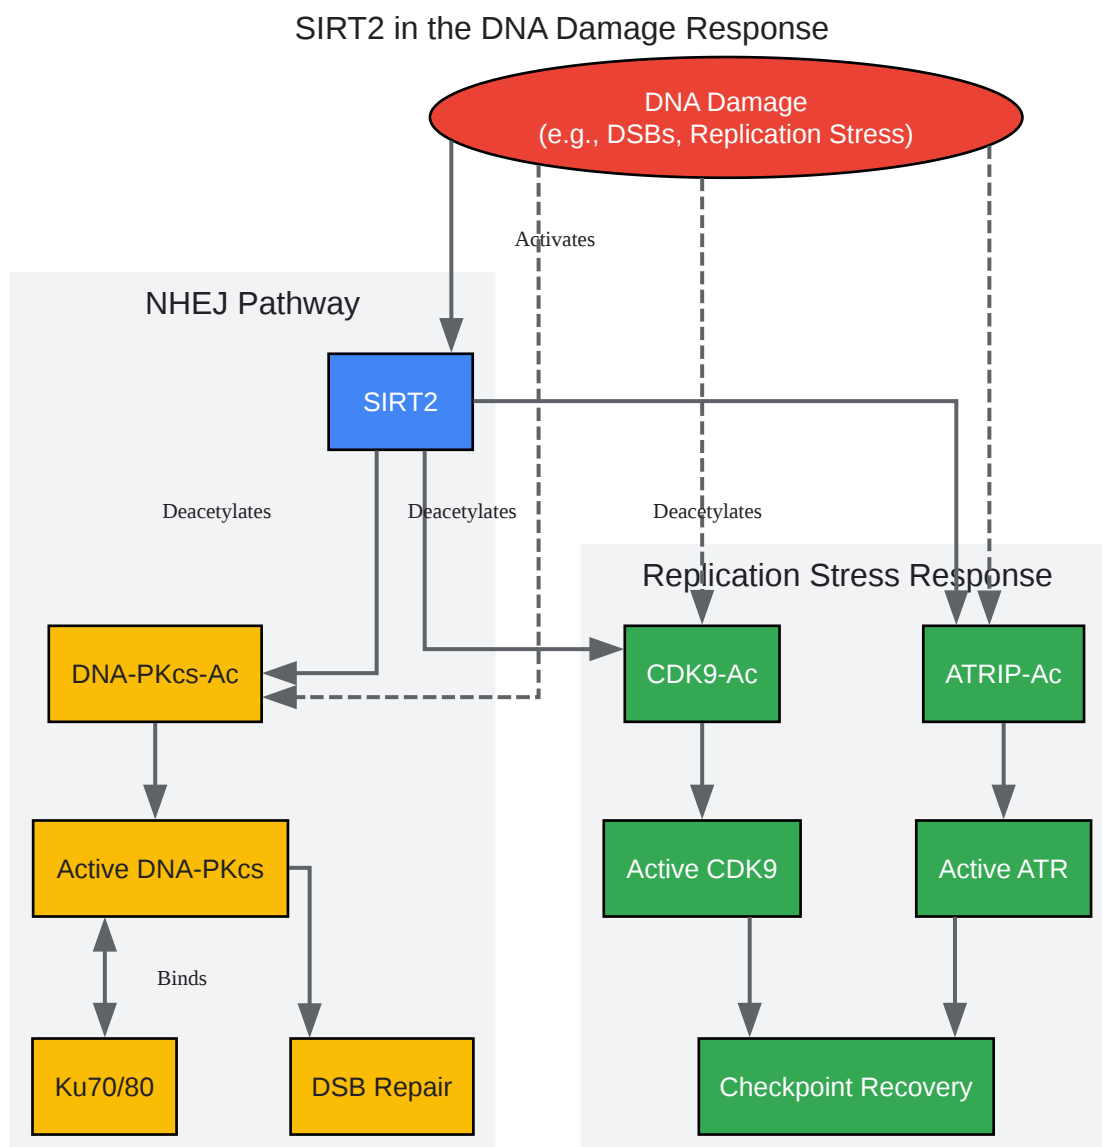 SIRT2 in the DNA Damage Response
DNA Damage
(e.g., DSBs, Replication Stress)
Activates
NHEJ Pathway
SIRT2
Deacetylates
Deacetylates
Deacetylates
Replication Stress Response
DNA-PKcs-Ac
CDK9-Ac
ATRIP-Ac
Active DNA-PKcs
Active CDK9
Active ATR
Binds
Ku70/80
DSB Repair
Checkpoint Recovery